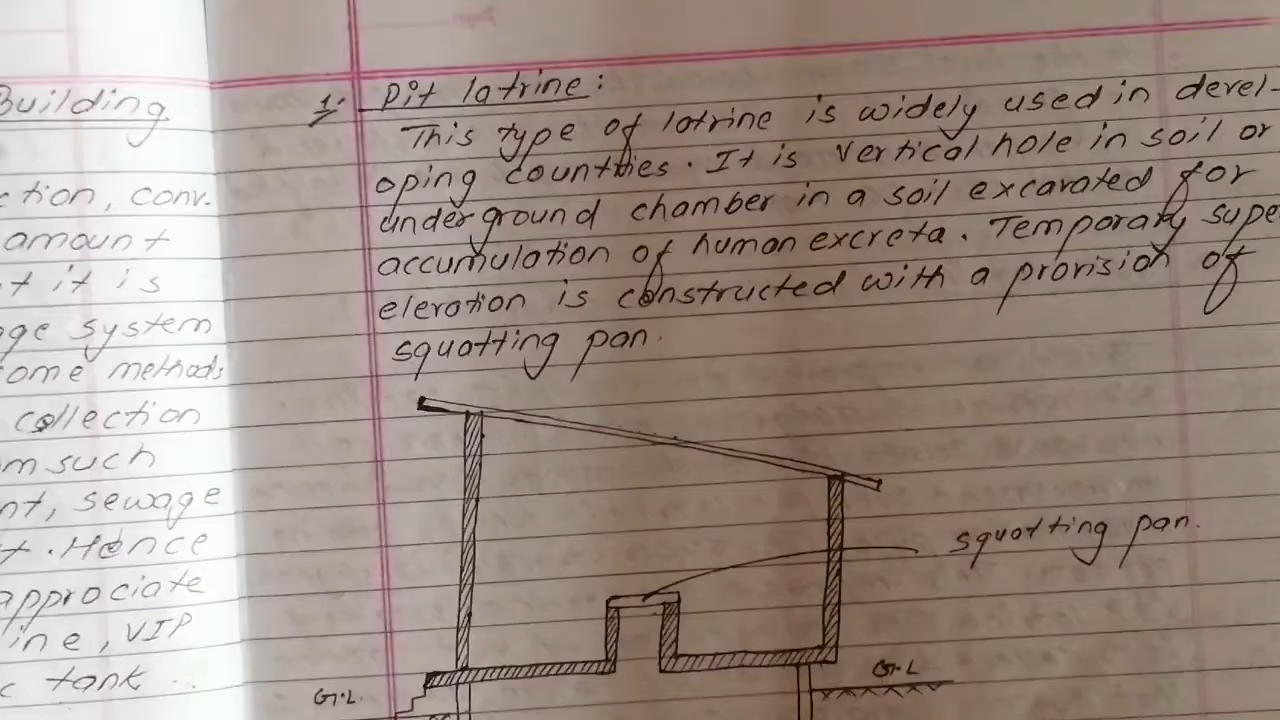 Building.
ction, conv.
amount
t it is
ge system
ome methods
collection
m such
nt, sewage
t. Hence
approciate
ine, VIP
c tank
1. Pit latrine:
This type of latrine is widely used in devel-
oping countries. It is vertical hole in soil or
underground chamber in a soil excavated for
accumulation of human excreta. Temporary supe
elevation is constructed with a provision of
squatting pan.
squatting pan.
G.L
G.L.